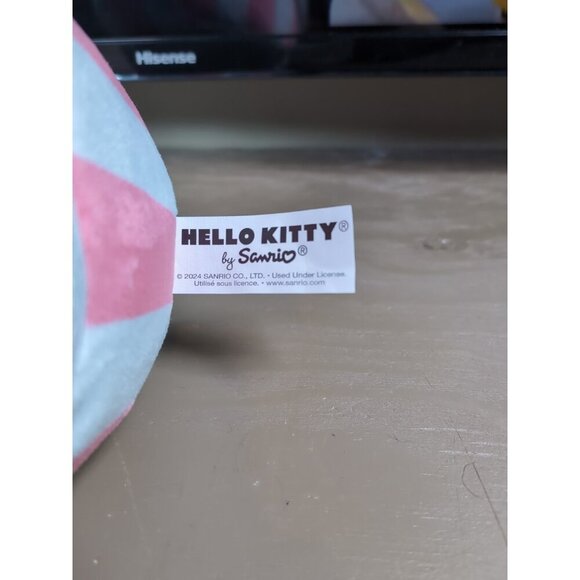 Hisense
HELLO KITTY®
by Sanrio®
© 2024 SANRIO CO., LTD. • Used Under License.
Utilisé sous licence. • www.sanrio.com